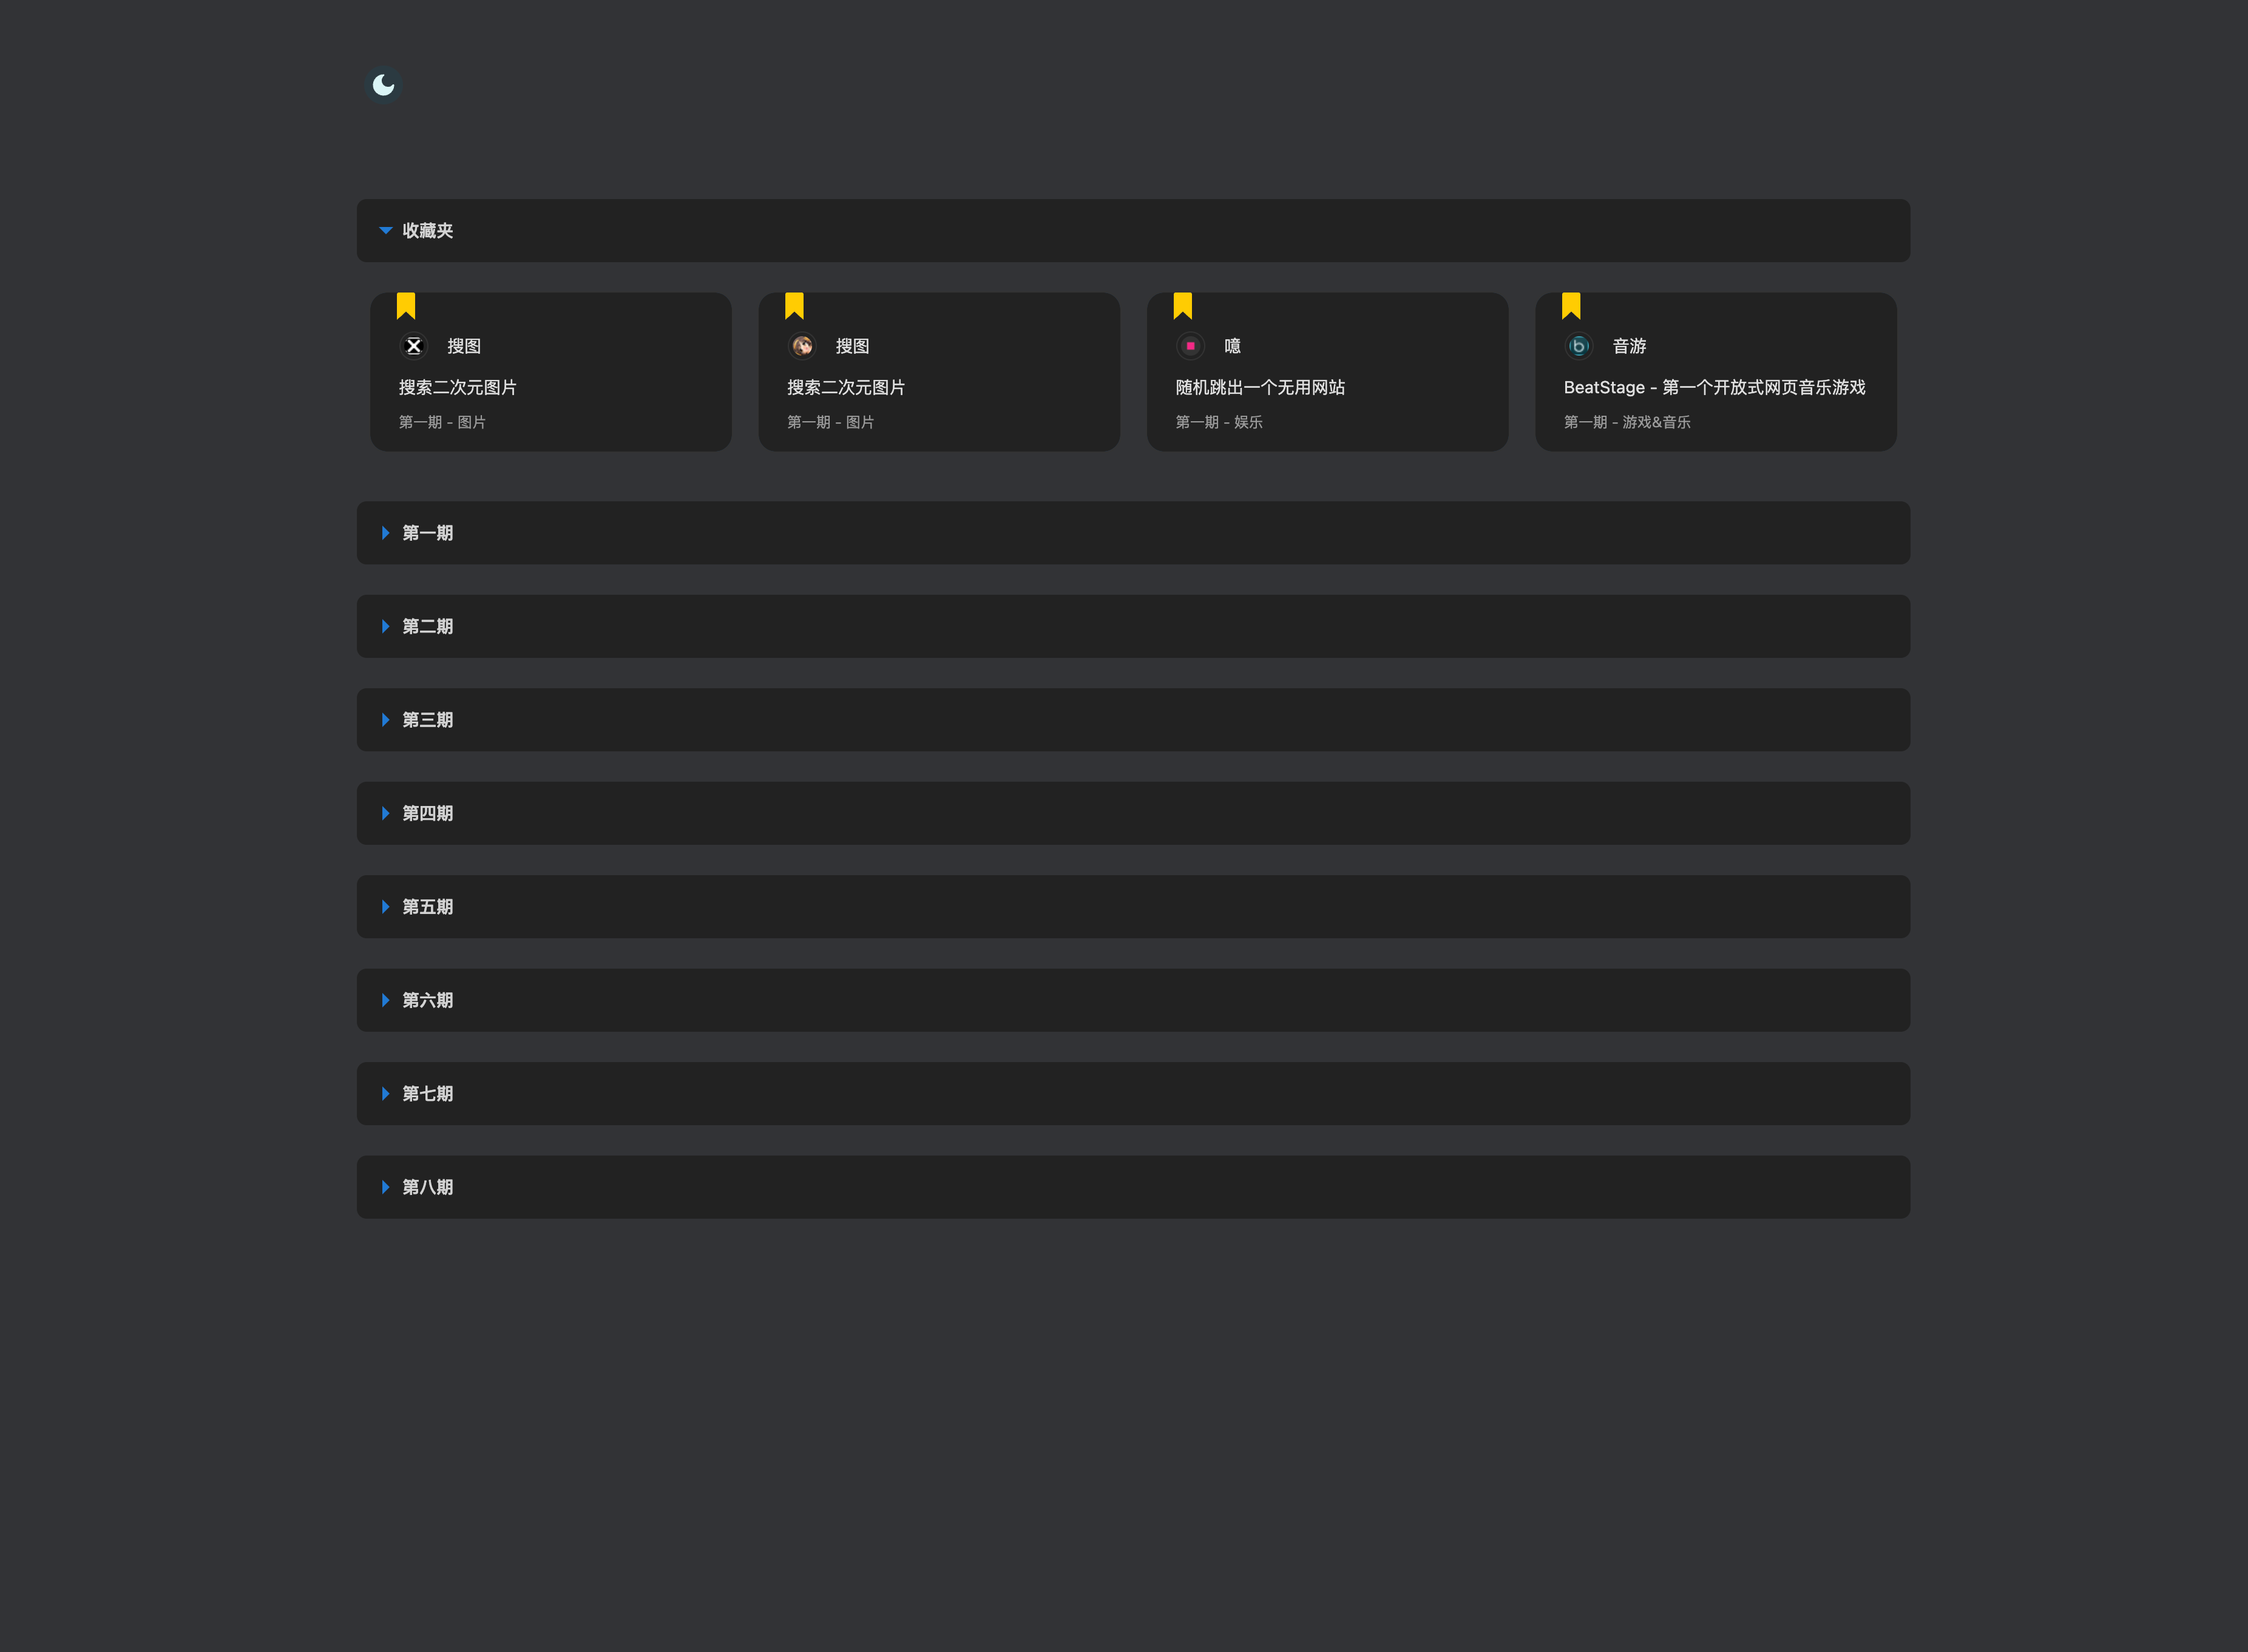 收藏夹
搜图
搜索二次元图片
第一期 - 图片
搜图
搜索二次元图片
第一期 - 图片
噫
随机跳出一个无用网站
第一期 - 娱乐
音游
BeatStage - 第一个开放式网页音乐游戏
第一期 - 游戏&音乐
第一期
第二期
第三期
第四期
第五期
第六期
第七期
第八期